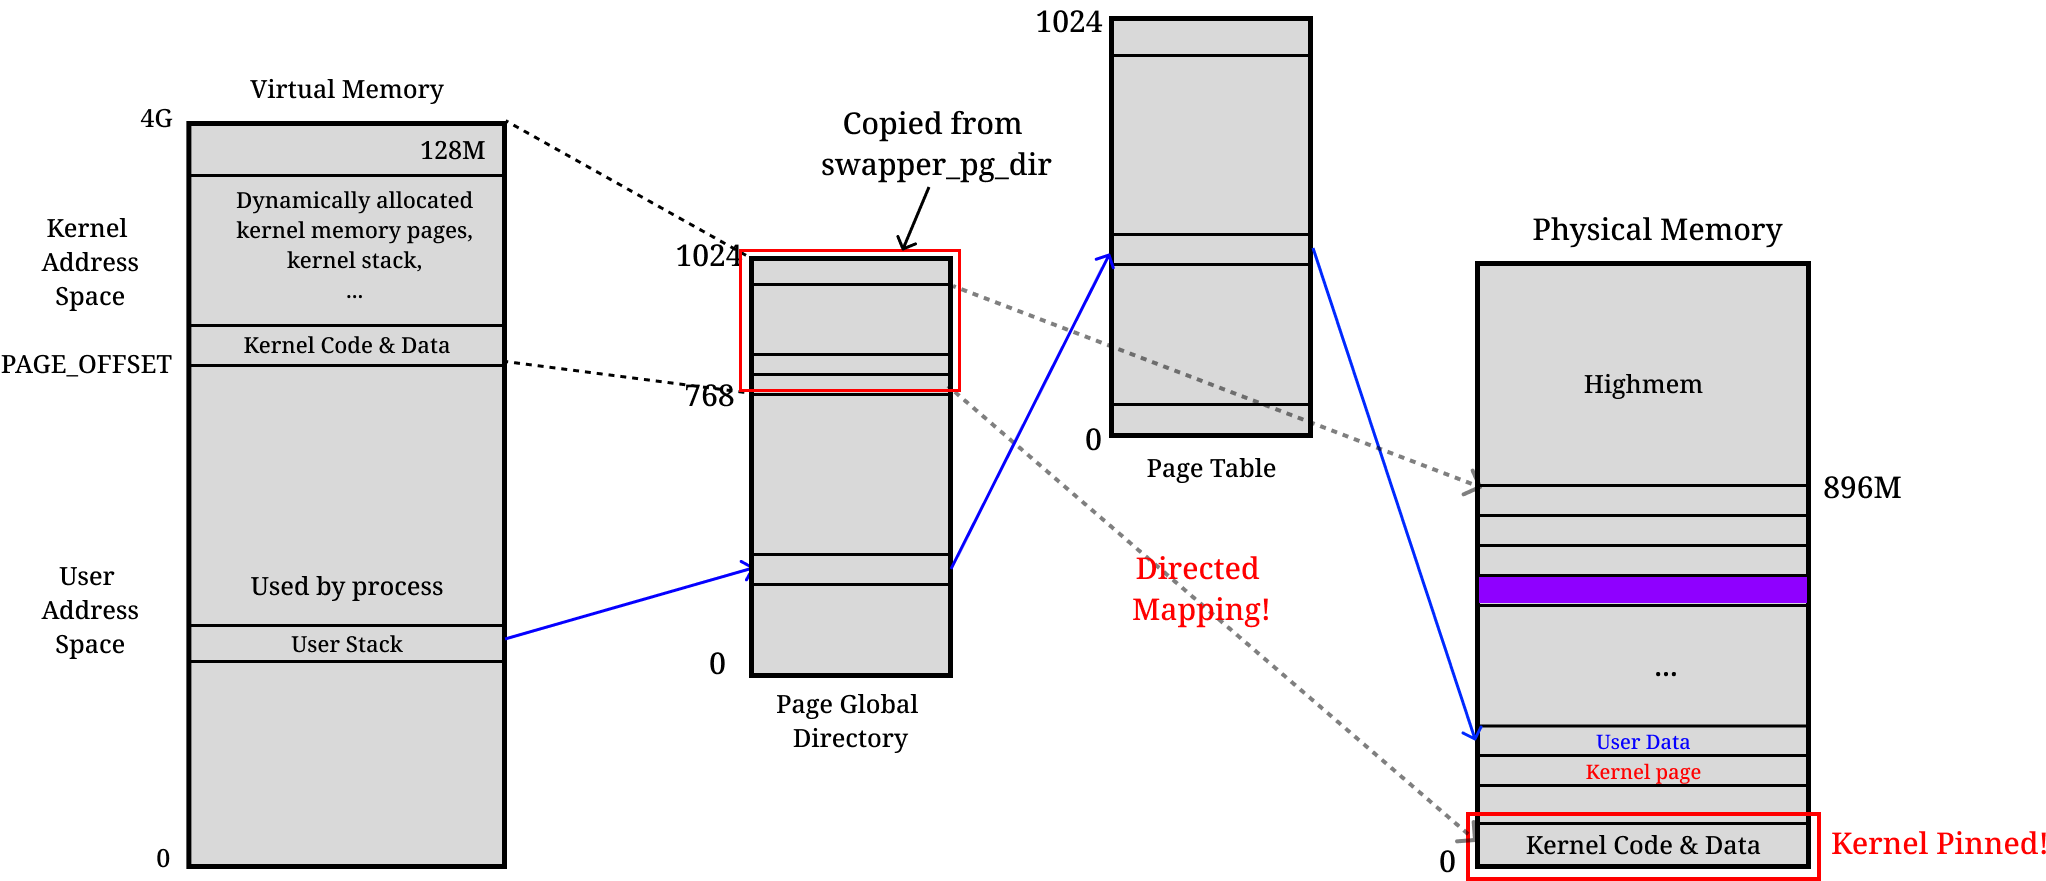 Virtual Memory
4G
128M
Dynamically allocated
kernel memory pages,
kernel stack,
...
Kernel
Address
Space
Kernel Code & Data
PAGE_OFFSET
Used by process
User
Address
Space
User Stack
0
Copied from
swapper_pg_dir
1024
768
0
Page Global
Directory
1024
0
Page Table
Directed
Mapping!
Physical Memory
Highmem
896M
...
User Data
Kernel page
Kernel Code & Data
0
Kernel Pinned!